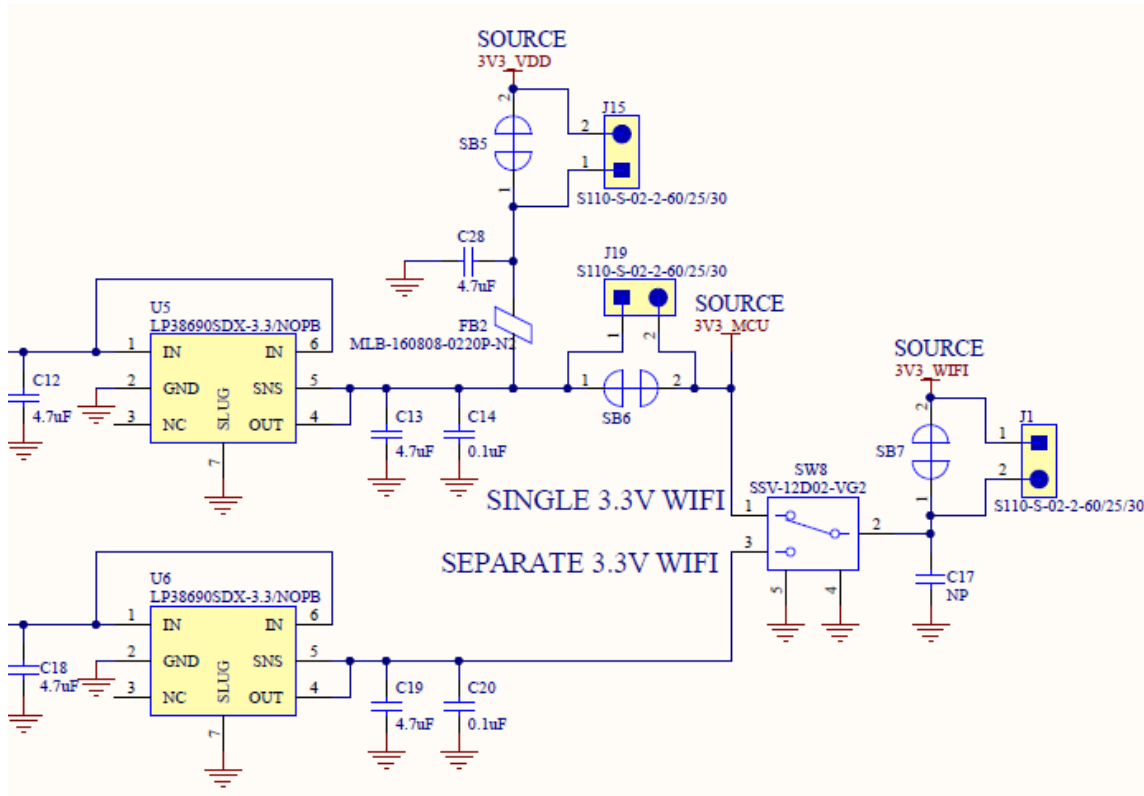 SOURCE
3V3_VDD
2
J15
2
SB5
1
1
S110-S-02-2-60/25/30
C28
4.7uF
J19
S110-S-02-2-60/25/30
SOURCE
3V3_MCU
1
2
FB2
MLB-160808-0220P-N2
U5
LP38690SDX-3.3/NOPB
1
IN
IN
6
2
GND
SNS
5
3
NC
OUT
4
SLUG
7
C12
4.7uF
C13
4.7uF
C14
0.1uF
1
2
SB6
SOURCE
3V3_WIFI
2
J1
1
SB7
2
1
S110-S-02-2-60/25/30
SW8
SSV-12D02-VG2
SINGLE 3.3V WIFI
1
2
SEPARATE 3.3V WIFI
3
5
4
C17
NP
U6
LP38690SDX-3.3/NOPB
1
IN
IN
6
2
GND
SNS
5
3
NC
OUT
4
SLUG
7
C18
4.7uF
C19
4.7uF
C20
0.1uF